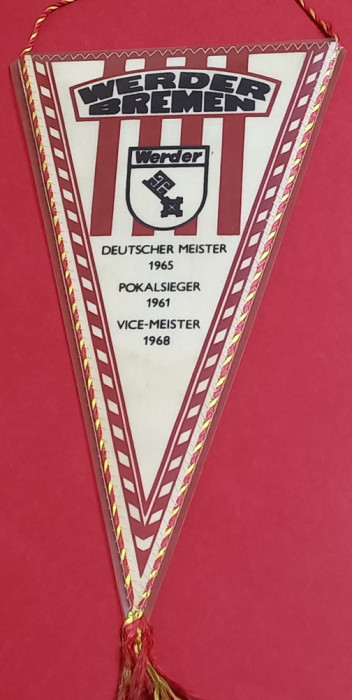 WERDER
BREMEN
Werder
DEUTSCHER MEISTER
1965
POKALSIEGER
1961
VICE-MEISTER
1968